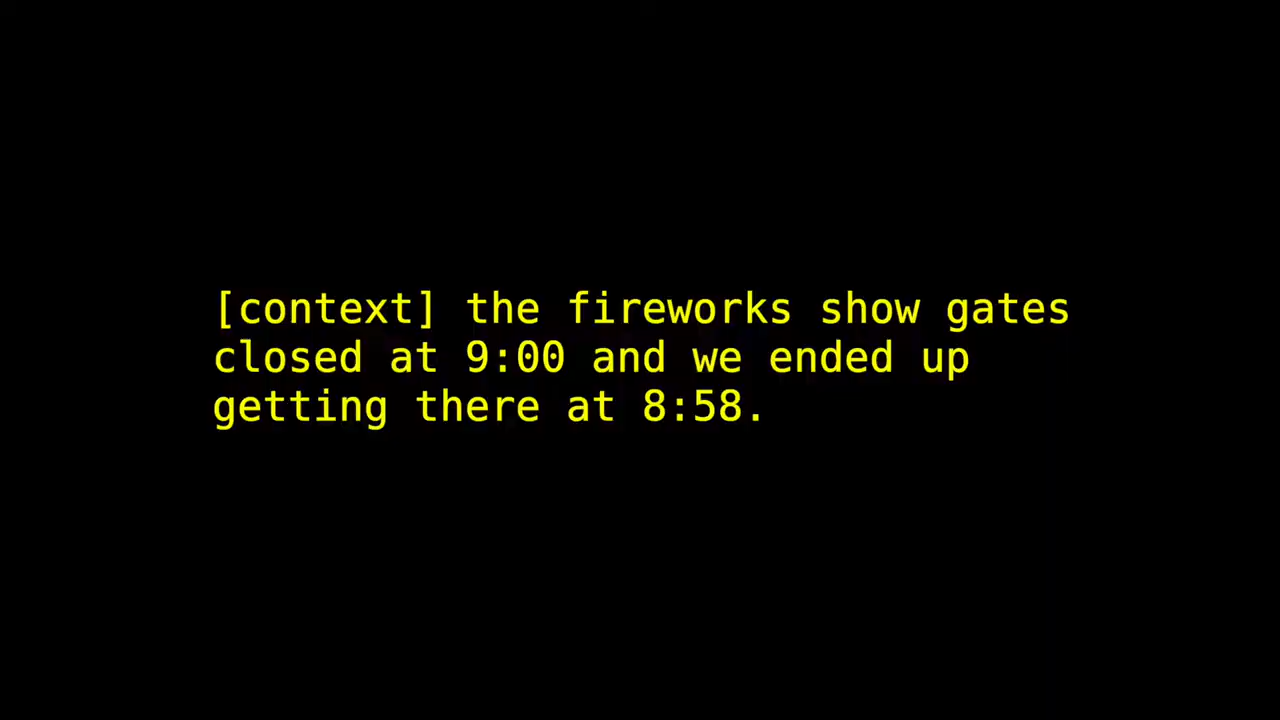 [context] the fireworks show gates
closed at 9:00 and we ended up
getting there at 8:58.